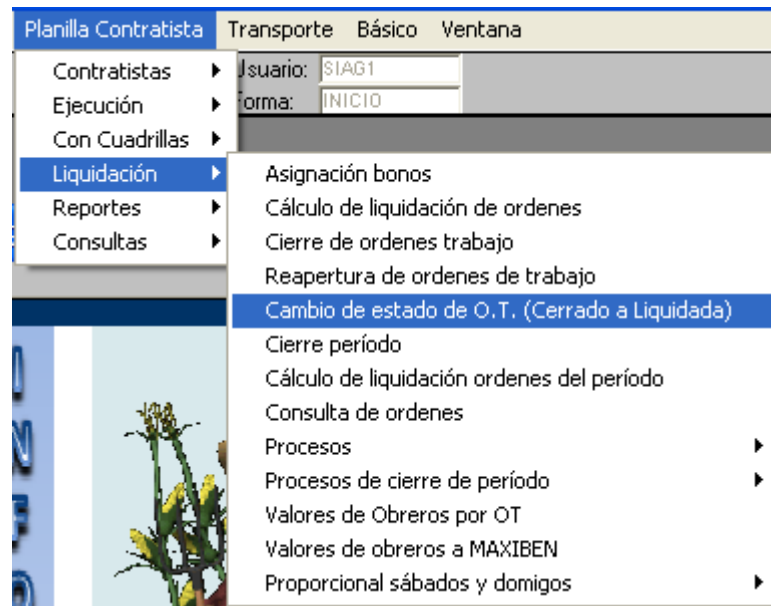 Planilla Contratista Transporte Básico Ventana
Contratistas
Usuario: SIAG1
Ejecución
Forma: INICIO
Con Cuadrillas
Liquidación
Reportes
Consultas
Asignación bonos
Cálculo de liquidación de ordenes
Cierre de ordenes trabajo
Reapertura de ordenes de trabajo
Cambio de estado de O.T. (Cerrado a Liquidada)
Cierre período
Cálculo de liquidación ordenes del período
Consulta de ordenes
Procesos
Procesos de cierre de período
Valores de Obreros por OT
Valores de obreros a MAXIBEN
Proporcional sábados y domigos